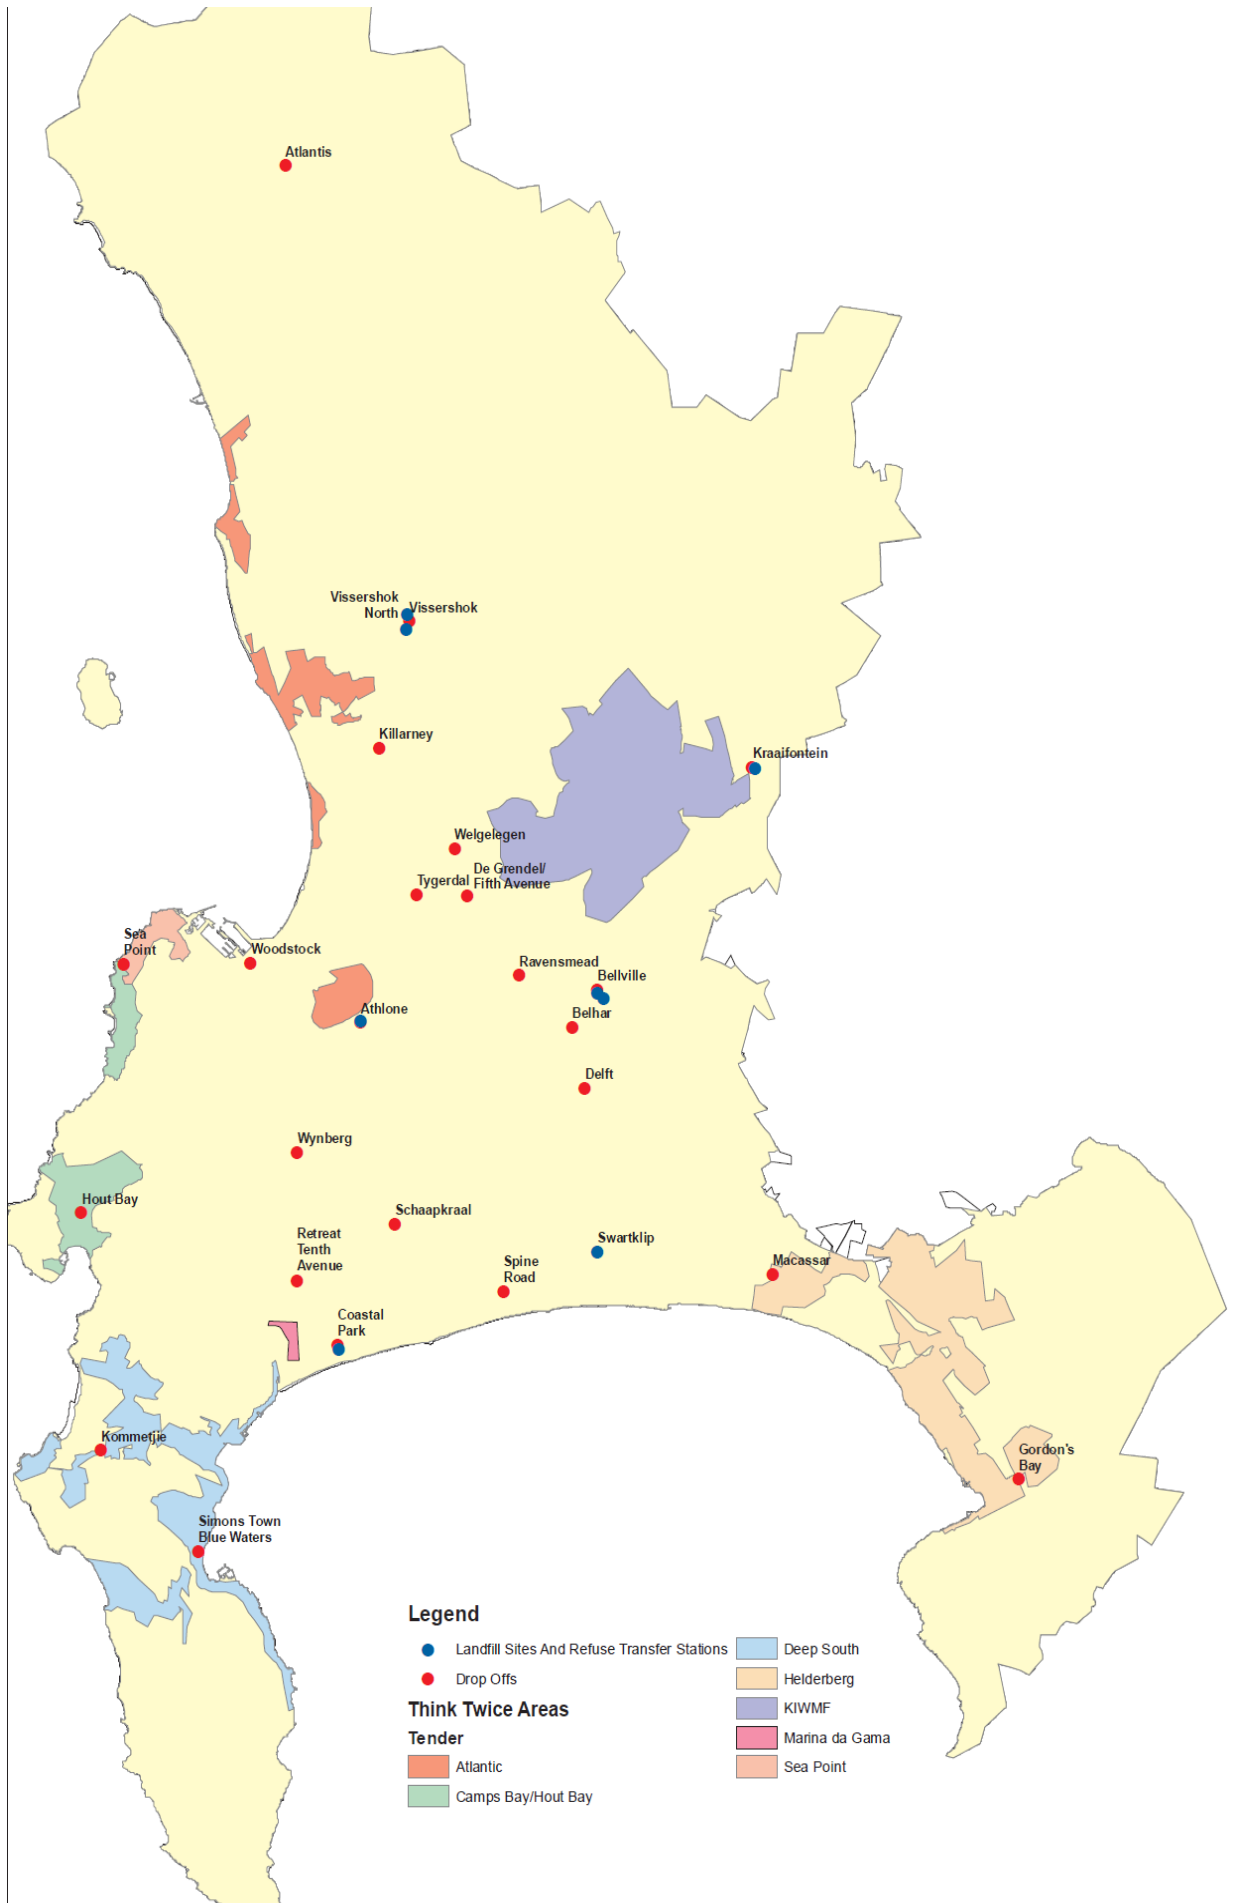 Atlantis
Vissershok
North
Vissershok
Killarney
Kraaifontein
Welgelegen
De Grendel/
Fifth Avenue
Tygerdal
Sea
Point
Woodstock
Ravensmead
Bellville
Athlone
Belhar
Delft
Wynberg
Hout Bay
Schaapkraal
Retreat
Tenth
Avenue
Swartklip
Spine
Road
Macassar
Coastal
Park
Kommetjie
Gordon's
Bay
Simons Town
Blue Waters
Legend
Landfill Sites And Refuse Transfer Stations
Drop Offs
Think Twice Areas
Tender
Atlantic
Camps Bay/Hout Bay
Deep South
Helderberg
KIWMF
Marina da Gama
Sea Point